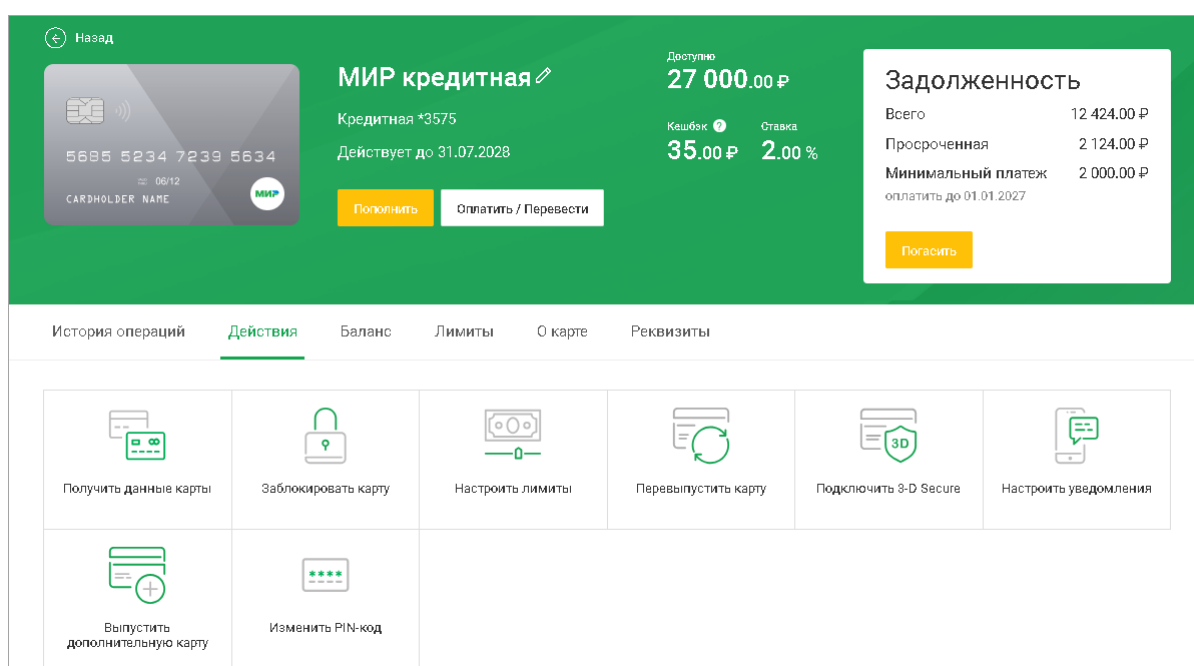 Назад
5685 5234 7239 5634
06/12
CARDHOLDER NAME
МИР
МИР кредитная
Кредитная *3575
Действует до 31.07.2028
Пополнить
Оплатить / Перевести
Доступно
27 000.00 ₽
Кешбэк ?
Ставка
35.00 ₽
2.00 %
Задолженность
Всего 12 424.00 ₽
Просроченная 2 124.00 ₽
Минимальный платеж 2 000.00 ₽
оплатить до 01.01.2027
Погасить
История операций
Действия
Баланс
Лимиты
О карте
Реквизиты
Получить данные карты
Заблокировать карту
Настроить лимиты
Перевыпустить карту
3D
Подключить 3-D Secure
Настроить уведомления
Выпустить
дополнительную карту
****
Изменить PIN-код